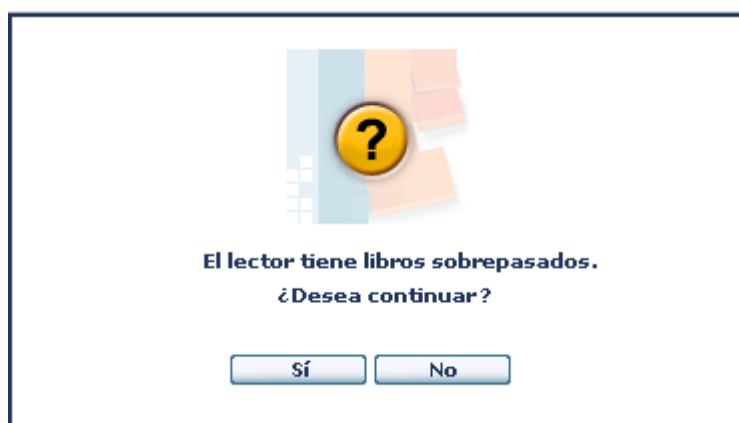 ?
El lector tiene libros sobrepasados.
¿Desea continuar?
Sí No